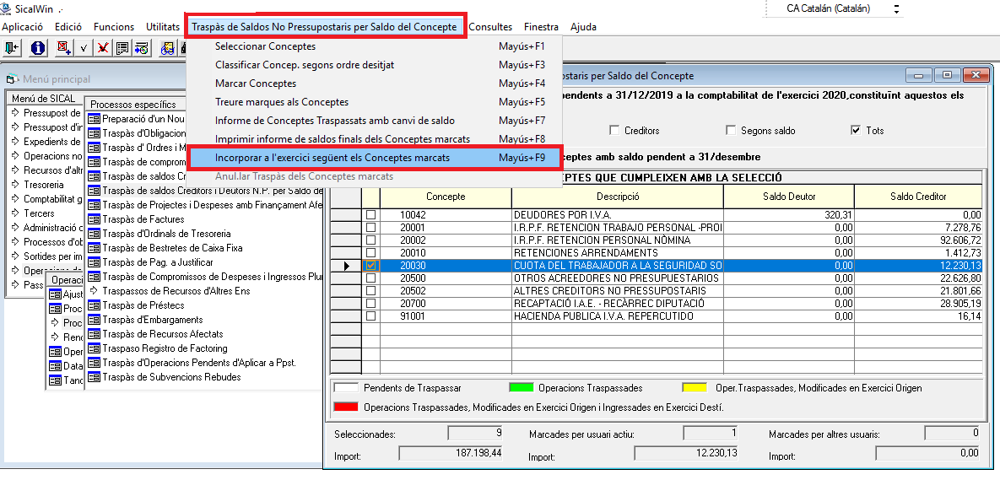 SicalWin .·
CA Catalán (Catalán)
Aplicació Edició Funcions Utilitats Traspàs de Saldos No Pressupostaris per Saldo del Concepte Consultes Finestra Ajuda
Seleccionar Conceptes Mayús+F1
Classificar Concep. segons ordre desitjat Mayús+F3
Marcar Conceptes Mayús+F4
Treure marques als Conceptes Mayús+F5
Informe de Conceptes Traspassats amb canvi de saldo Mayús+F7
Imprimir informe de saldos finals dels Conceptes marcats Mayús+F8
Incorporar a l'exercici següent els Conceptes marcats Mayús+F9
Anul.lar Traspàs dels Conceptes marcats
Menú principal
Menú de SICAL
Pressupost de
Pressupost d'in
Expedients de
Operacions no
Recursos d'altr
Tresoreria
Comptabilitat g
Tercers
Administració c
Processos d'ob
Sortides per im
Pass
Operaci
Ajust
Proc
Proc
Rend
Oper
Data
Tanc
Processos específics
Preparació d'un Nou
Traspàs d'Obligacion
Traspàs d' Ordres i M
Traspàs de comprom
Traspàs de saldos Cr
Traspàs de saldos Creditors i Deutors N.P. per Saldo de
Traspàs de Projectes i Despeses amb Finançament Afe
Traspàs de Factures
Traspàs d'Ordinals de Tresoreria
Traspàs de Bestretes de Caixa Fixa
Traspàs de Pag. a Justificar
Traspàs de Compromissos de Despeses i Ingressos Plur
Traspassos de Recursos d'Altres Ens
Traspàs de Préstecs
Traspàs d'Embargaments
Traspàs de Recursos Afectats
Traspaso Registro de Factoring
Traspàs d'Operacions Pendents d'Aplicar a Ppst.
Traspàs de Subvencions Rebudes
ostaris per Saldo del Concepte
pendents a 31/12/2019 a la comptabilitat de l'exercici 2020,constituïnt aquestos els
Creditors Segons saldo Tots
ceptes amb saldo pendent a 31/desembre
EPTES QUE CUMPLEIXEN AMB LA SELECCIÓ
Concepte Descripció Saldo Deutor Saldo Creditor
10042 DEUDORES POR I.V.A. 320,31 0,00
20001 I.R.P.F. RETENCION TRABAJO PERSONAL -PROI 0,00 7.278,76
20002 I.R.P.F. RETENCION PERSONAL NÒMINA 0,00 92.606,72
20010 RETENCIONES ARRENDAMENTS 0,00 1.412,73
20030 CUOTA DEL TRABAJADOR A LA SEGURIDAD SO 0,00 12.230,13
20500 OTROS ACREEDORES NO PRESUPUESTARIOS 0,00 22.626,80
20502 ALTRES CREDITORS NO PRESSUPOSTARIS 0,00 21.801,66
20700 RECAPTACIÓ I.A.E. - RECÀRREC DIPUTACIÓ 0,00 28.905,19
91001 HACIENDA PUBLICA I.V.A. REPERCUTIDO 0,00 16,14
Pendents de Traspassar Operacions Traspassades Oper.Traspassades, Modificades en Exercici Origen
Operacions Traspassades, Modificades en Exercici Origen i Ingressades en Exercici Destí.
Seleccionades: 9 Marcades per usuari actiu: 1 Marcades per altres usuaris: 0
Import: 187.198,44 Import: 12.230,13 Import: 0,00